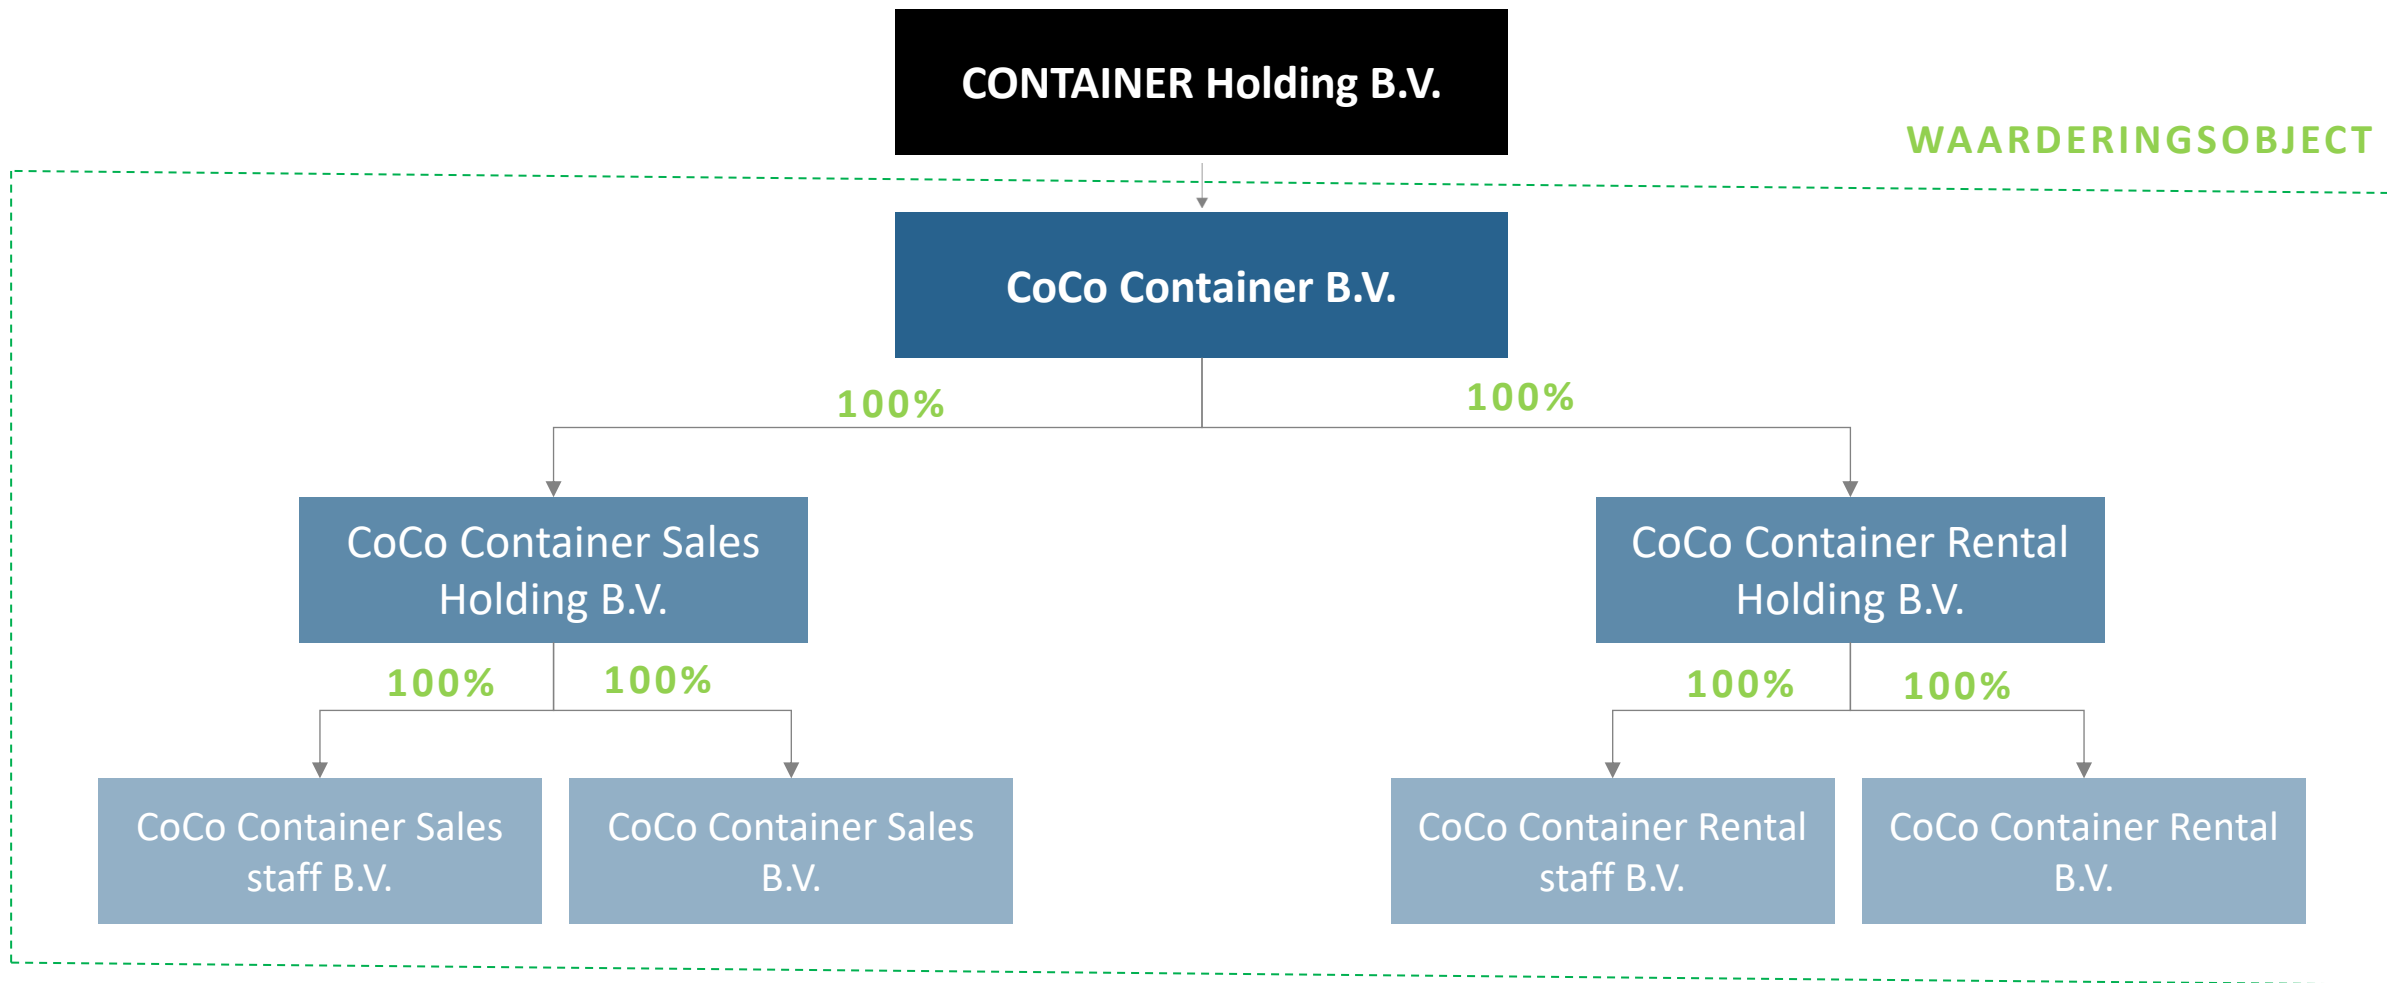 CONTAINER Holding B.V.
WAARDERINGSOBJECT
CoCo Container B.V.
100%
100%
CoCo Container Sales
Holding B.V.
CoCo Container Rental
Holding B.V.
100%
100%
100%
100%
CoCo Container Sales
staff B.V.
CoCo Container Sales
B.V.
CoCo Container Rental
staff B.V.
CoCo Container Rental
B.V.